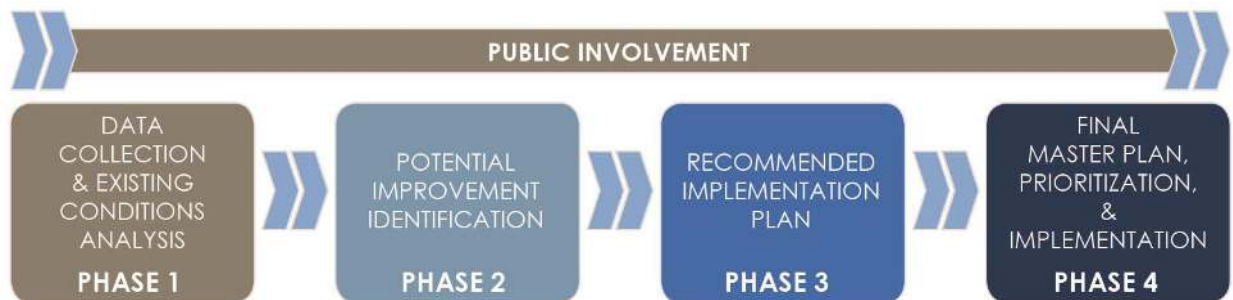 PUBLIC INVOLVEMENT
DATA
COLLECTION
& EXISTING
CONDITIONS
ANALYSIS
PHASE 1
POTENTIAL
IMPROVEMENT
IDENTIFICATION
PHASE 2
RECOMMENDED
IMPLEMENTATION
PLAN
PHASE 3
FINAL
MASTER PLAN,
PRIORITIZATION,
&
IMPLEMENTATION
PHASE 4